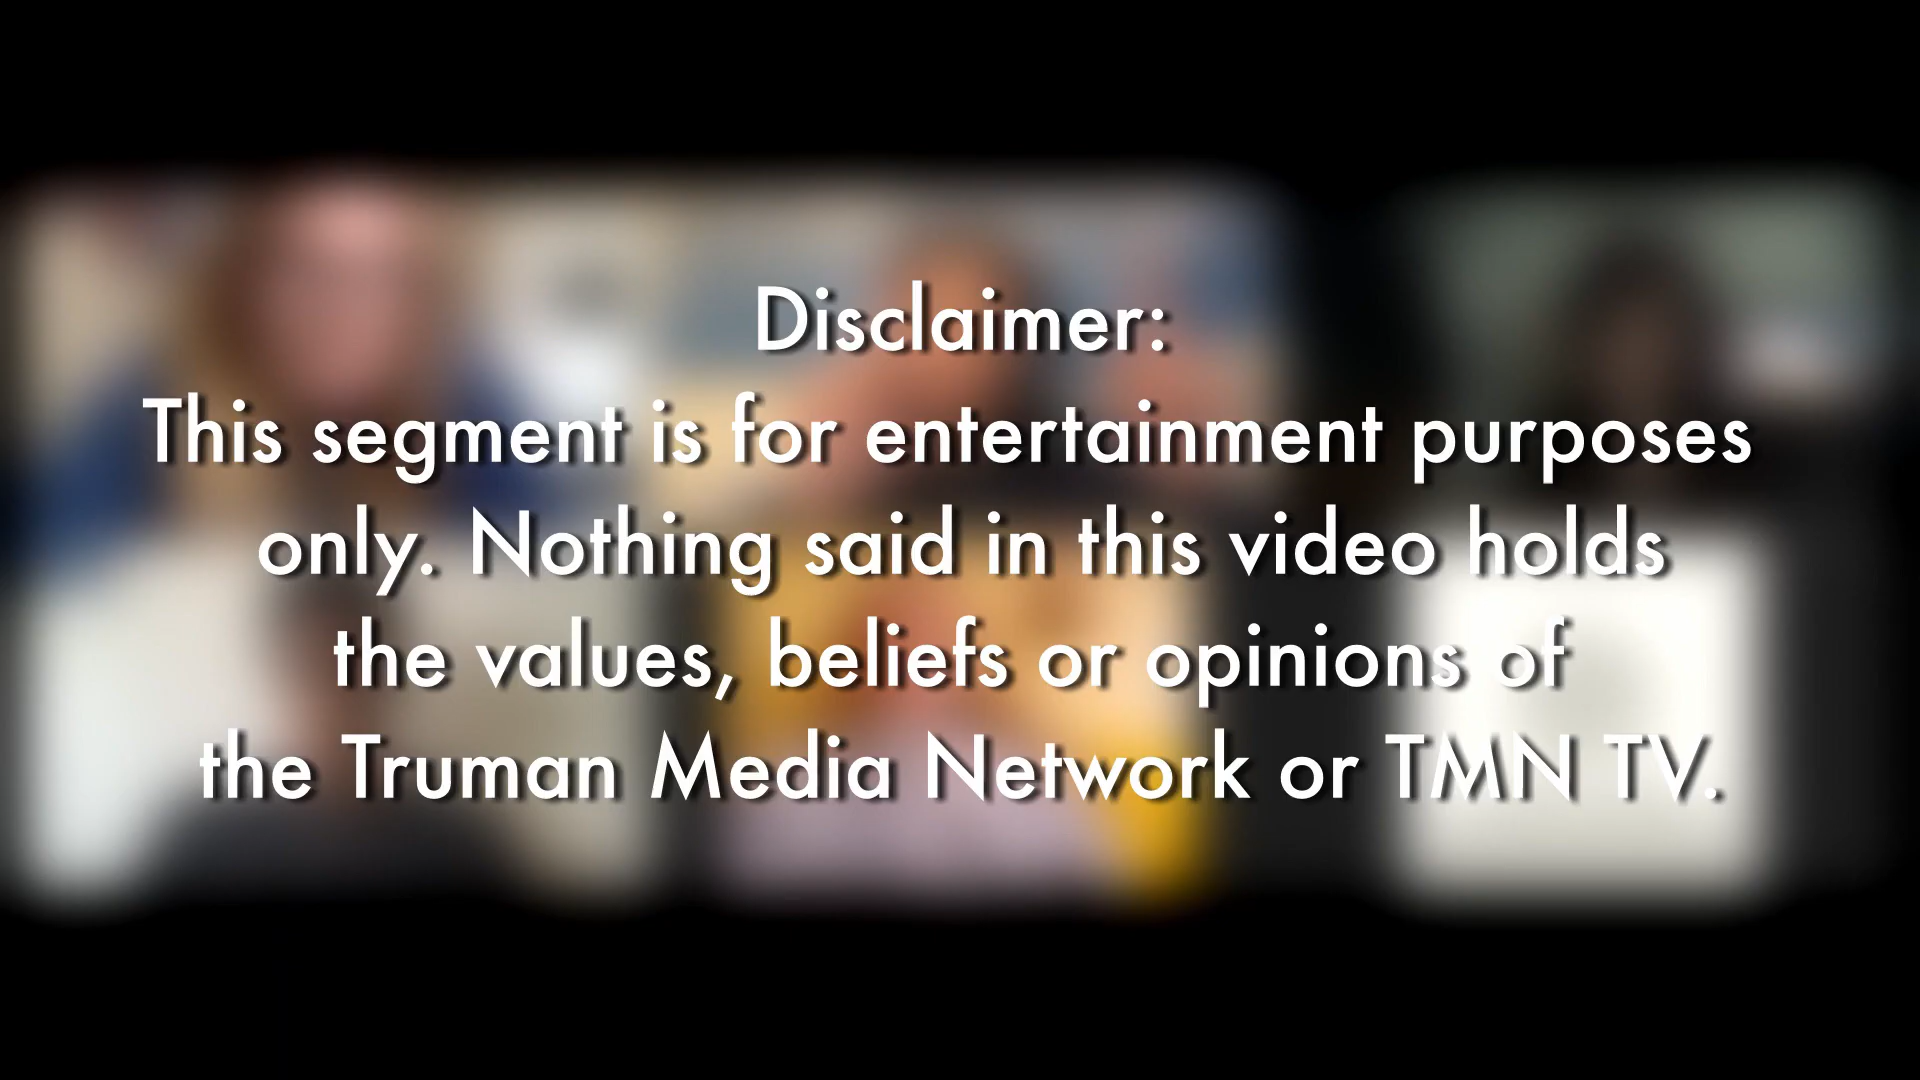 Disclaimer:
This segment is for entertainment purposes
only. Nothing said in this video holds
the values, beliefs or opinions of
the Truman Media Network or TMN TV.